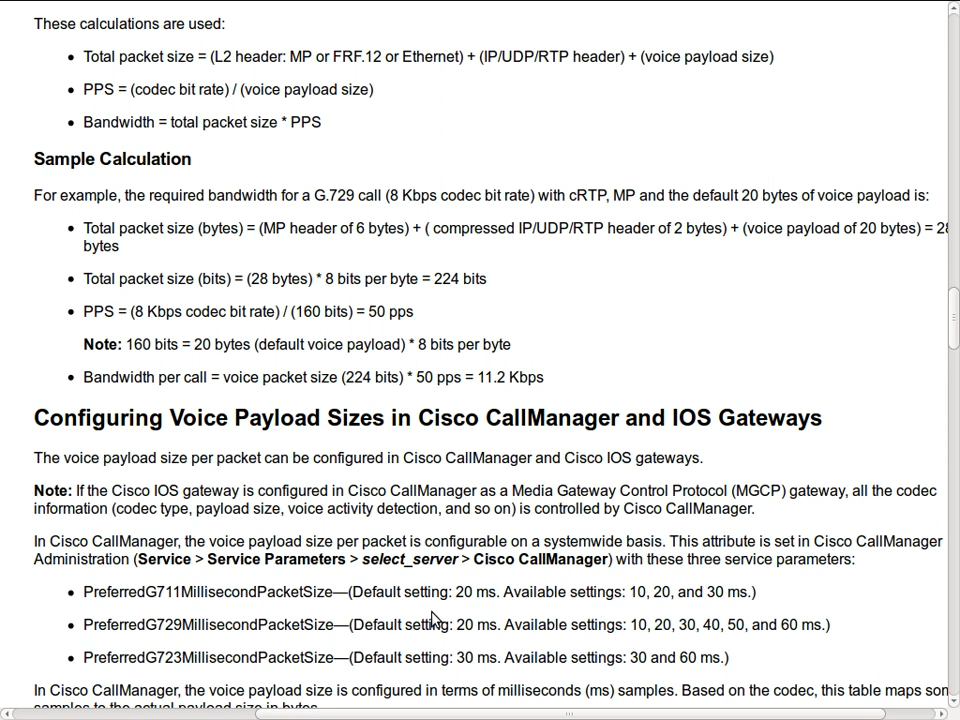 These calculations are used:
• Total packet size = (L2 header: MP or FRF.12 or Ethernet) + (IP/UDP/RTP header) + (voice payload size)
• PPS = (codec bit rate) / (voice payload size)
• Bandwidth = total packet size * PPS
Sample Calculation
For example, the required bandwidth for a G.729 call (8 Kbps codec bit rate) with cRTP, MP and the default 20 bytes of voice payload is:
• Total packet size (bytes) = (MP header of 6 bytes) + ( compressed IP/UDP/RTP header of 2 bytes) + (voice payload of 20 bytes) = 28
bytes
• Total packet size (bits) = (28 bytes) * 8 bits per byte = 224 bits
• PPS = (8 Kbps codec bit rate) / (160 bits) = 50 pps
Note: 160 bits = 20 bytes (default voice payload) * 8 bits per byte
• Bandwidth per call = voice packet size (224 bits) * 50 pps = 11.2 Kbps
Configuring Voice Payload Sizes in Cisco CallManager and IOS Gateways
The voice payload size per packet can be configured in Cisco CallManager and Cisco IOS gateways.
Note: If the Cisco IOS gateway is configured in Cisco CallManager as a Media Gateway Control Protocol (MGCP) gateway, all the codec
information (codec type, payload size, voice activity detection, and so on) is controlled by Cisco CallManager.
In Cisco CallManager, the voice payload size per packet is configurable on a systemwide basis. This attribute is set in Cisco CallManager
Administration (Service > Service Parameters > select_server > Cisco CallManager) with these three service parameters:
• PreferredG711MillisecondPacketSize—(Default setting: 20 ms. Available settings: 10, 20, and 30 ms.)
• PreferredG729MillisecondPacketSize—(Default setting: 20 ms. Available settings: 10, 20, 30, 40, 50, and 60 ms.)
• PreferredG723MillisecondPacketSize—(Default setting: 30 ms. Available settings: 30 and 60 ms.)
In Cisco CallManager, the voice payload size is configured in terms of milliseconds (ms) samples. Based on the codec, this table maps som
samples to the actual payload size in bytes